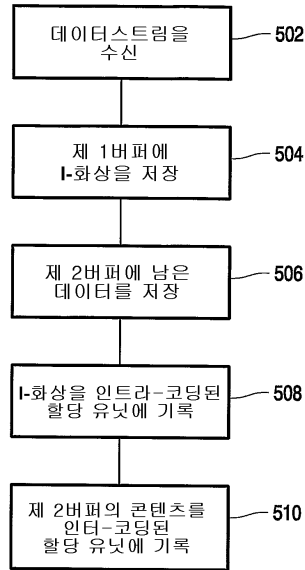 데이터스트림을
수신
502
제 1버퍼에
I-화상을 저장
504
제 2버퍼에 남은
데이터를 저장
506
I-화상을 인트라-코딩된
할당 유닛에 기록
508
제 2버퍼의 콘텐츠를
인터-코딩된
할당 유닛에 기록
510